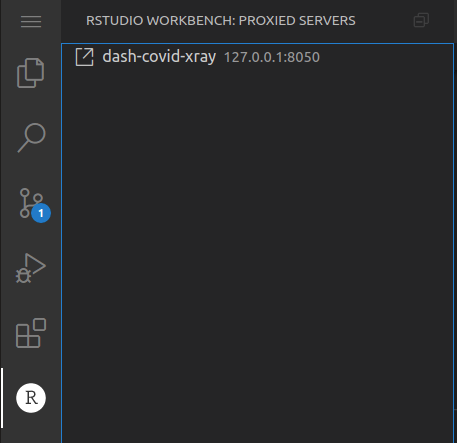 RSTUDIO WORKBENCH: PROXIED SERVERS
dash-covid-xray 127.0.0.1:8050
1
R